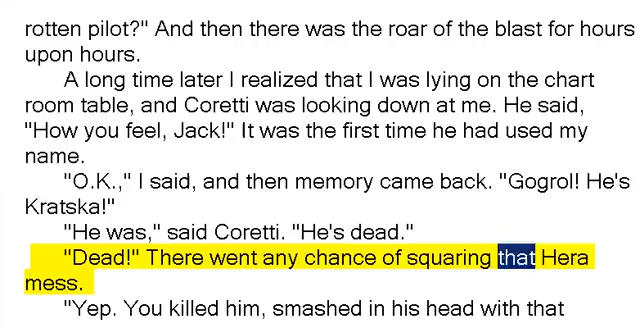 rotten pilot?" And then there was the roar of the blast for hours
upon hours.
A long time later I realized that I was lying on the chart
room table, and Coretti was looking down at me. He said,
"How you feel, Jack!" It was the first time he had used my
name.
"O.K.," I said, and then memory came back. "Gogrol! He's
Kratska!"
"He was," said Coretti. "He's dead."
"Dead!" There went any chance of squaring that Hera
mess.
"Yep. You killed him, smashed in his head with that